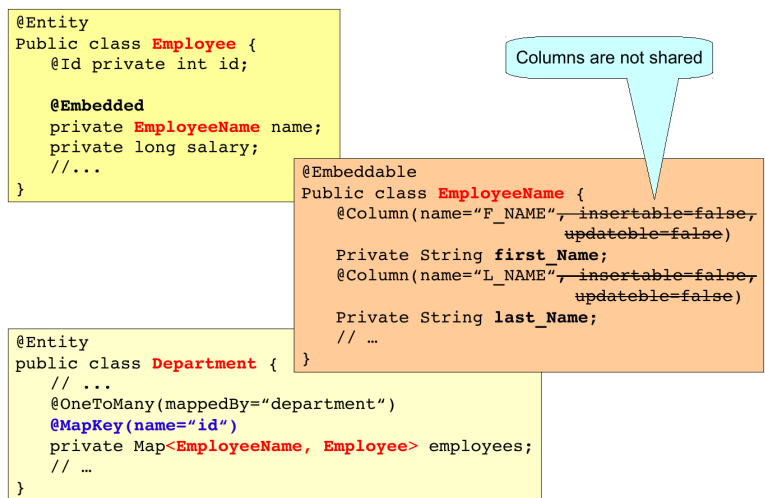 @Entity
Public class Employee {
@Id private int id;
@Embedded
private EmployeeName name;
private long salary;
//...
}
Columns are not shared
@Embeddable
Public class EmployeeName {
@Column(name=“F_NAME“, insertable=false,
updateble=false)
Private String first_Name;
@Column(name=“L_NAME“, insertable=false,
updateble=false)
Private String last_Name;
// …
}
@Entity
public class Department {
// ...
@OneToMany(mappedBy=“department“)
@MapKey(name=“id“)
private Map<EmployeeName, Employee> employees;
// …
}